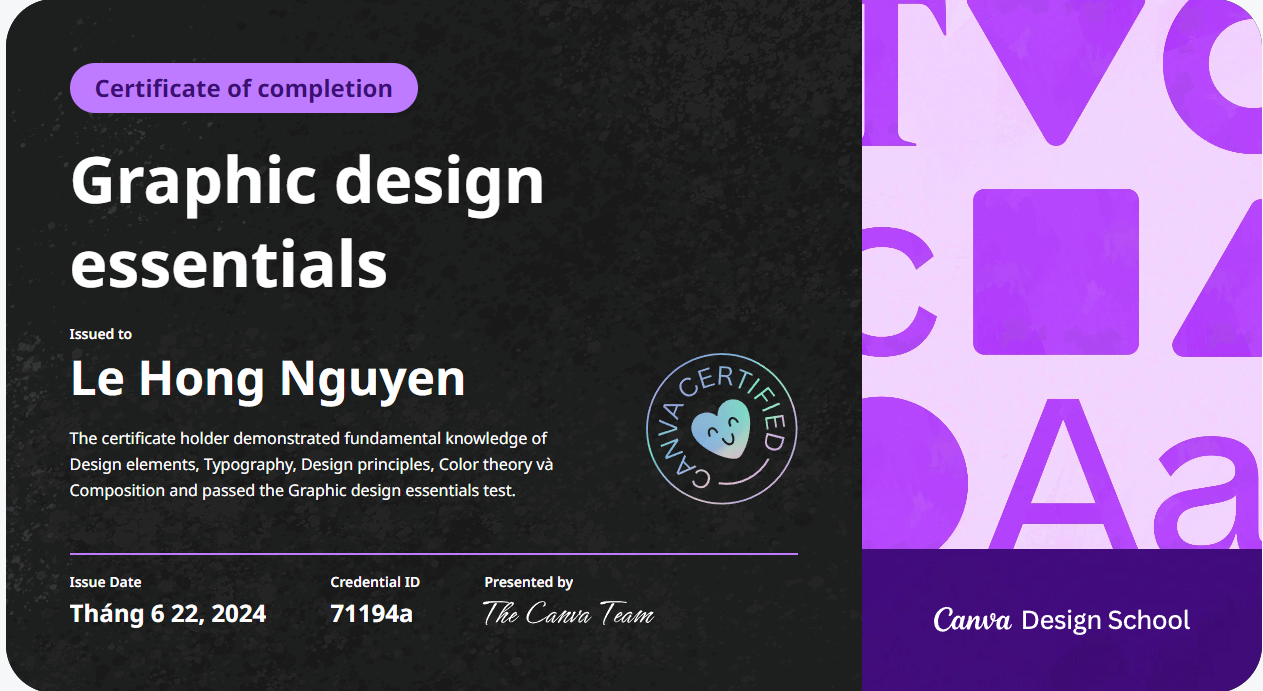 Certificate of completion
Graphic design
essentials
Issued to
Le Hong Nguyen
The certificate holder demonstrated fundamental knowledge of
Design elements, Typography, Design principles, Color theory và
Composition and passed the Graphic design essentials test.
CANVA CERTIFIED
Issue Date
Tháng 6 22, 2024
Credential ID
71194a
Presented by
The Canva Team
c
Aa
Canva Design School